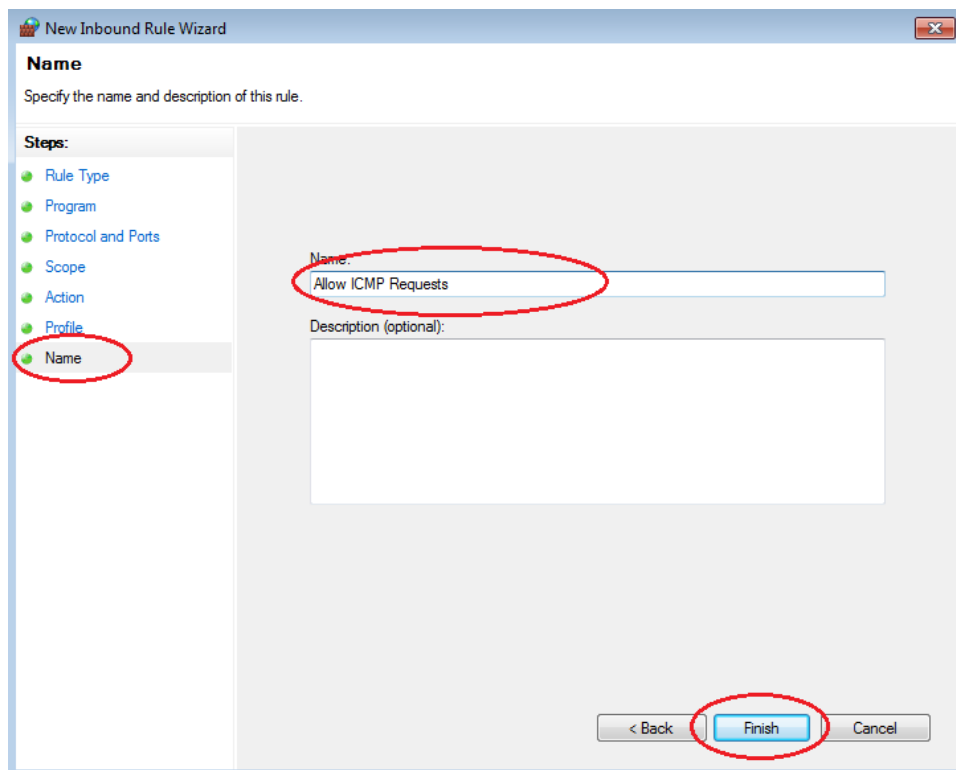 New Inbound Rule Wizard
Name
Specify the name and description of this rule.
Steps:
Rule Type
Program
Protocol and Ports
Scope
Action
Profile
Name
Name:
Allow ICMP Requests
Description (optional):
< Back
Finish
Cancel